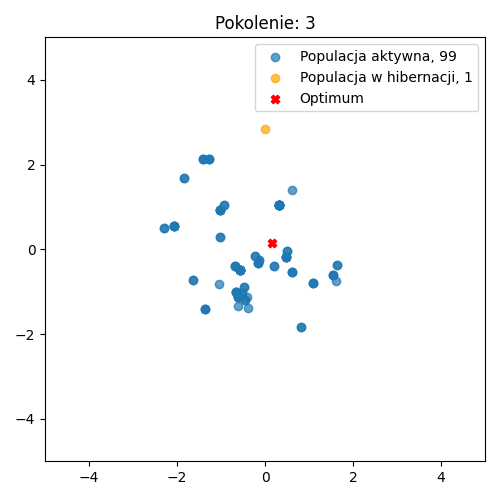 Pokolenie: 3
Populacja aktywna, 99
Populacja w hibernacji, 1
Optimum
4
2
0
−2
−4
−4
−2
0
2
4